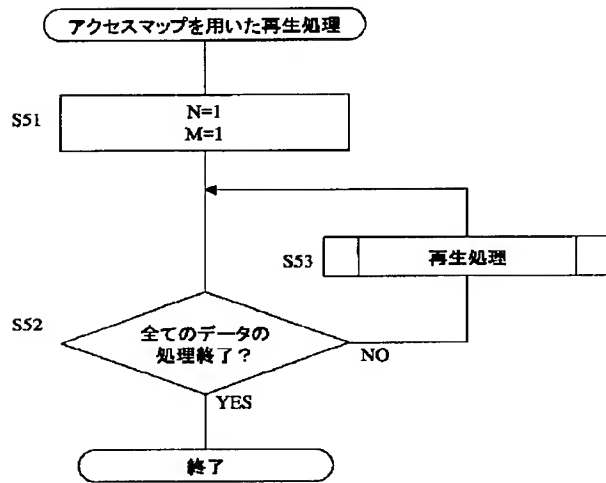 アクセスマップを用いた再生処理
S51
N=1
M=1
S53
再生処理
S52
全てのデータの
処理終了?
NO
YES
終了